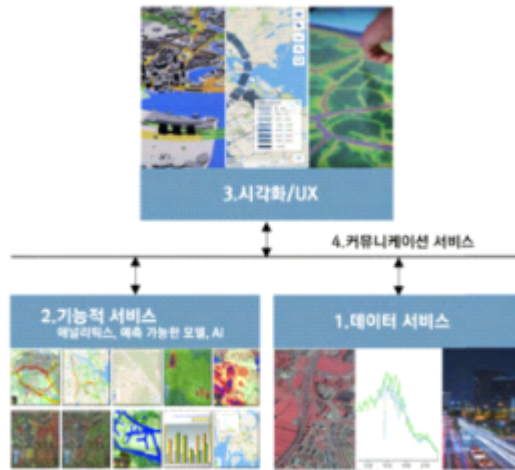 3.시각화/UX
4.커뮤니케이션 서비스
2.기능적 서비스
애널리틱스, 예측 가능한 모델, AI
1.데이터 서비스